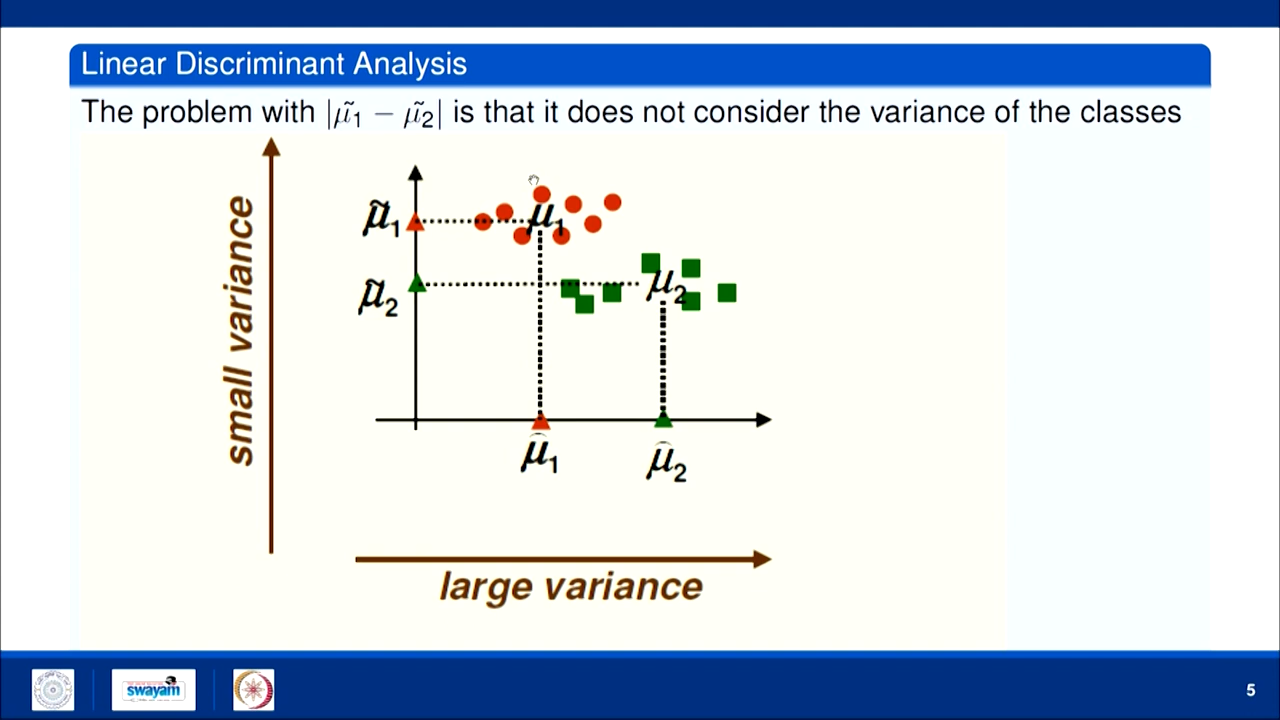 Linear Discriminant Analysis
The problem with |μ̃₁ − μ̃₂| is that it does not consider the variance of the classes
small variance
μ̃₁
μ₁
μ̃₂
μ₂
μ̂₁
μ̂₂
large variance
swayam
5